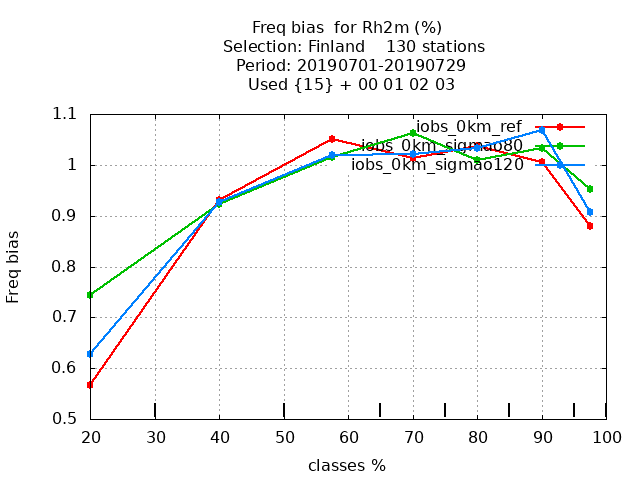 Freq bias  for Rh2m (%)
Selection: Finland    130 stations
Period: 20190701-20190729
Used {15} + 00 01 02 03
1.1
1
0.9
0.8
0.7
0.6
0.5
Freq bias
iobs_0km_ref
iobs_0km_sigmao80
iobs_0km_sigmao120
20 30 40 50 60 70 80 90 100
classes %